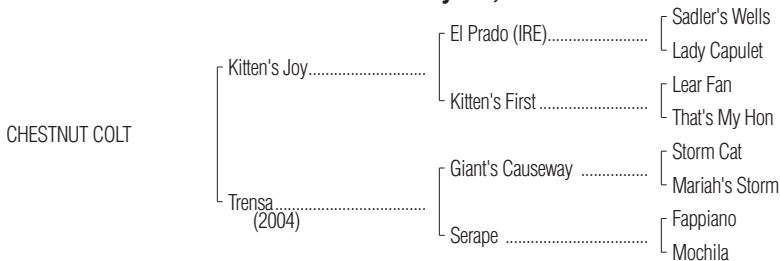 Sadler's Wells
El Prado (IRE)
Lady Capulet
Kitten's Joy
Lear Fan
Kitten's First
That's My Hon
CHESTNUT COLT
Storm Cat
Giant's Causeway
Mariah's Storm
Trensa
(2004)
Fappiano
Serape
Mochila